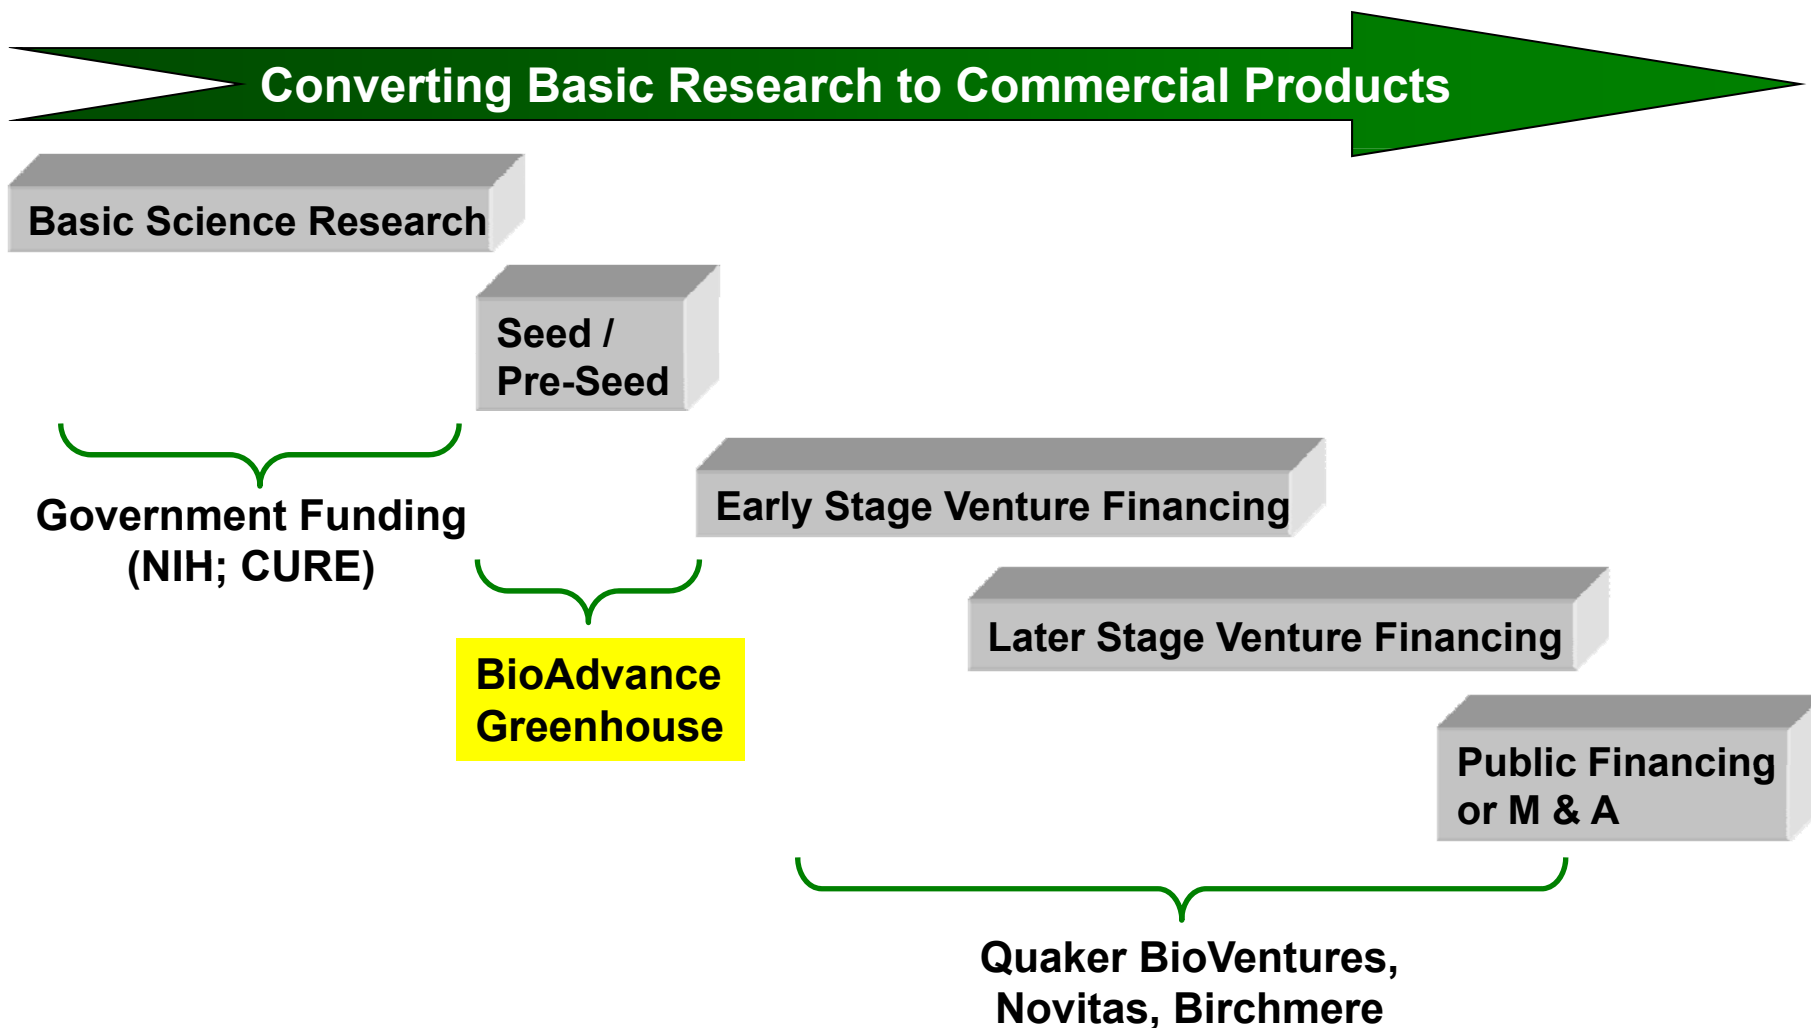 Converting Basic Research to Commercial Products
Basic Science Research
Seed /
Pre-Seed
Government Funding
(NIH; CURE)
Early Stage Venture Financing
BioAdvance
Greenhouse
Later Stage Venture Financing
Public Financing
or M & A
Quaker BioVentures,
Novitas, Birchmere